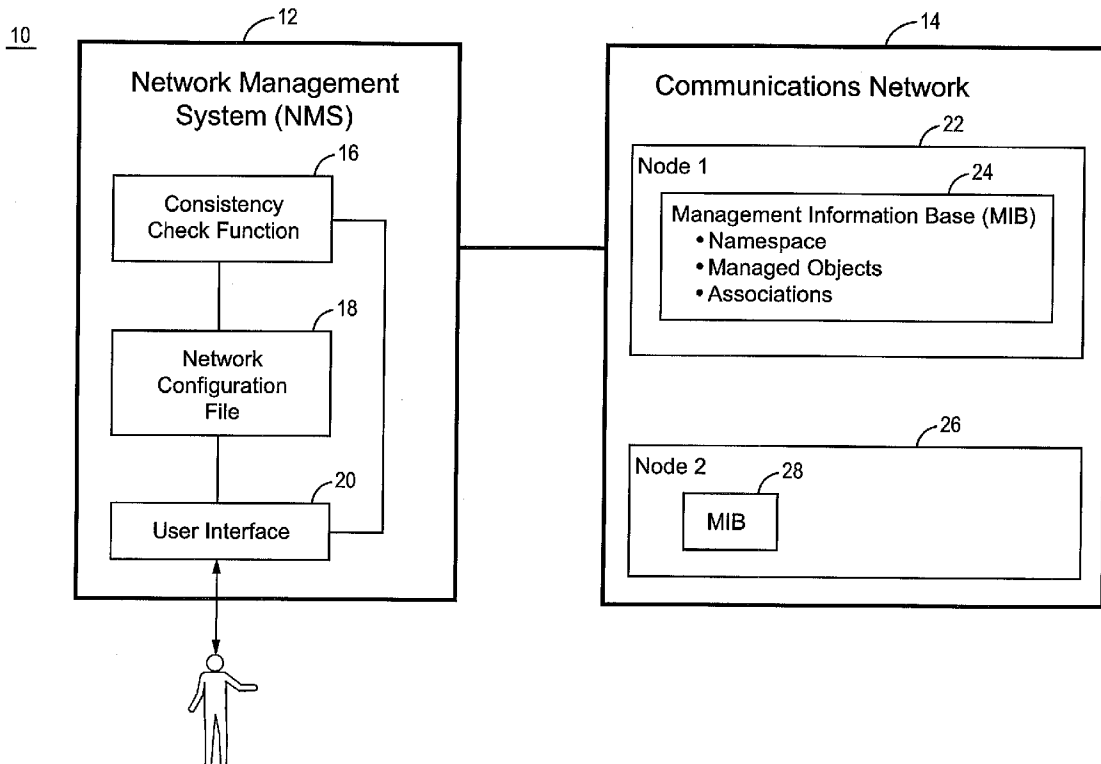 10
12
Network Management
System (NMS)
16
Consistency
Check Function
18
Network
Configuration
File
20
User Interface
14
Communications Network
22
Node 1
24
Management Information Base (MIB)
• Namespace
• Managed Objects
• Associations
26
Node 2
28
MIB